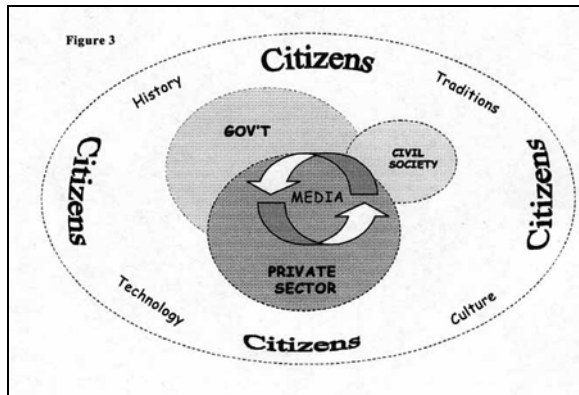 Figure 3
Citizens
History
Traditions
GOV'T
CIVIL
SOCIETY
Citizens
Citizens
MEDIA
PRIVATE
SECTOR
Technology
Culture
Citizens